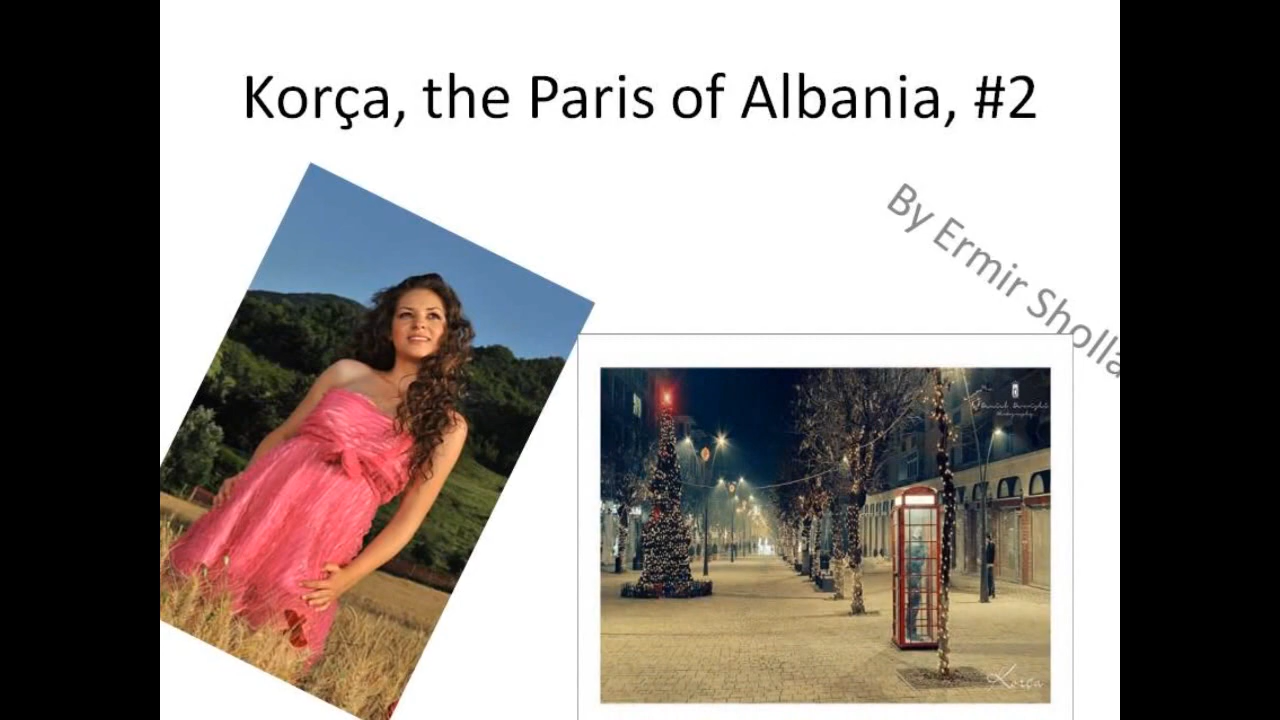 Korça, the Paris of Albania, #2
By Ermir Sholla
Korça